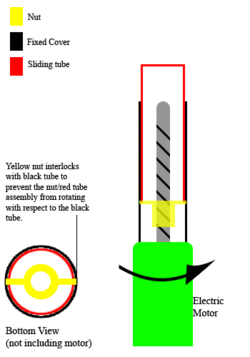 Nut
Fixed Cover
Sliding tube
Yellow nut interlocks
with black tube to
prevent the nut/red tube
assembly from rotating
with respect to the black
tube.
Electric
Motor
Bottom View
(not including motor)